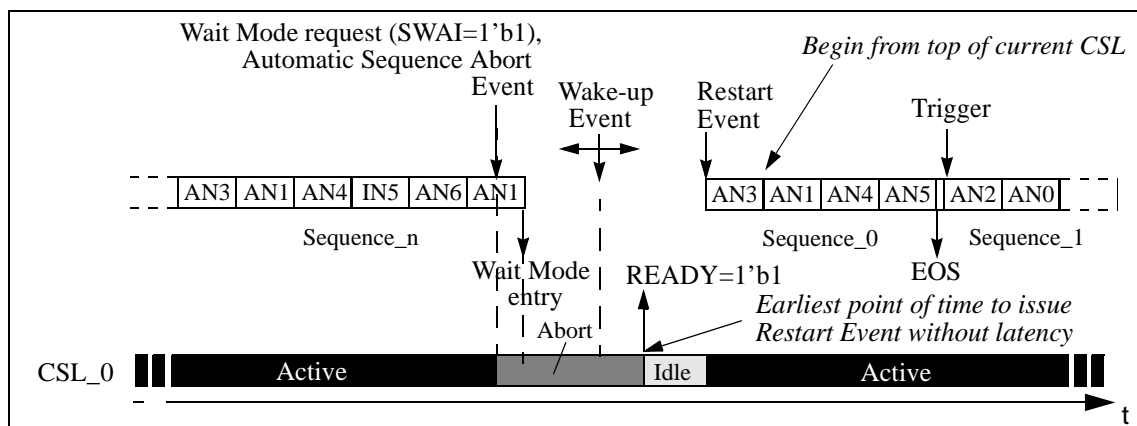 Wait Mode request (SWAI=1’b1),
Automatic Sequence Abort
Event
Begin from top of current CSL
Wake-up
Event
Restart
Event
Trigger
AN3 AN1 AN4 IN5 AN6 AN1
AN3 AN1 AN4 AN5 AN2 AN0
Sequence_n
Sequence_0
Sequence_1
Wait Mode
entry
READY=1’b1
EOS
Earliest point of time to issue
Restart Event without latency
Abort
CSL_0
Active
Idle
Active
t